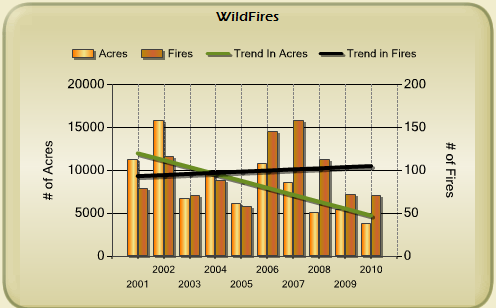 WildFires
Acres Fires Trend In Acres Trend in Fires
20000 200
15000 150
10000 100
5000 50
0 0
# of Acres
# of Fires
2002 2004 2006 2008 2010
2001 2003 2005 2007 2009